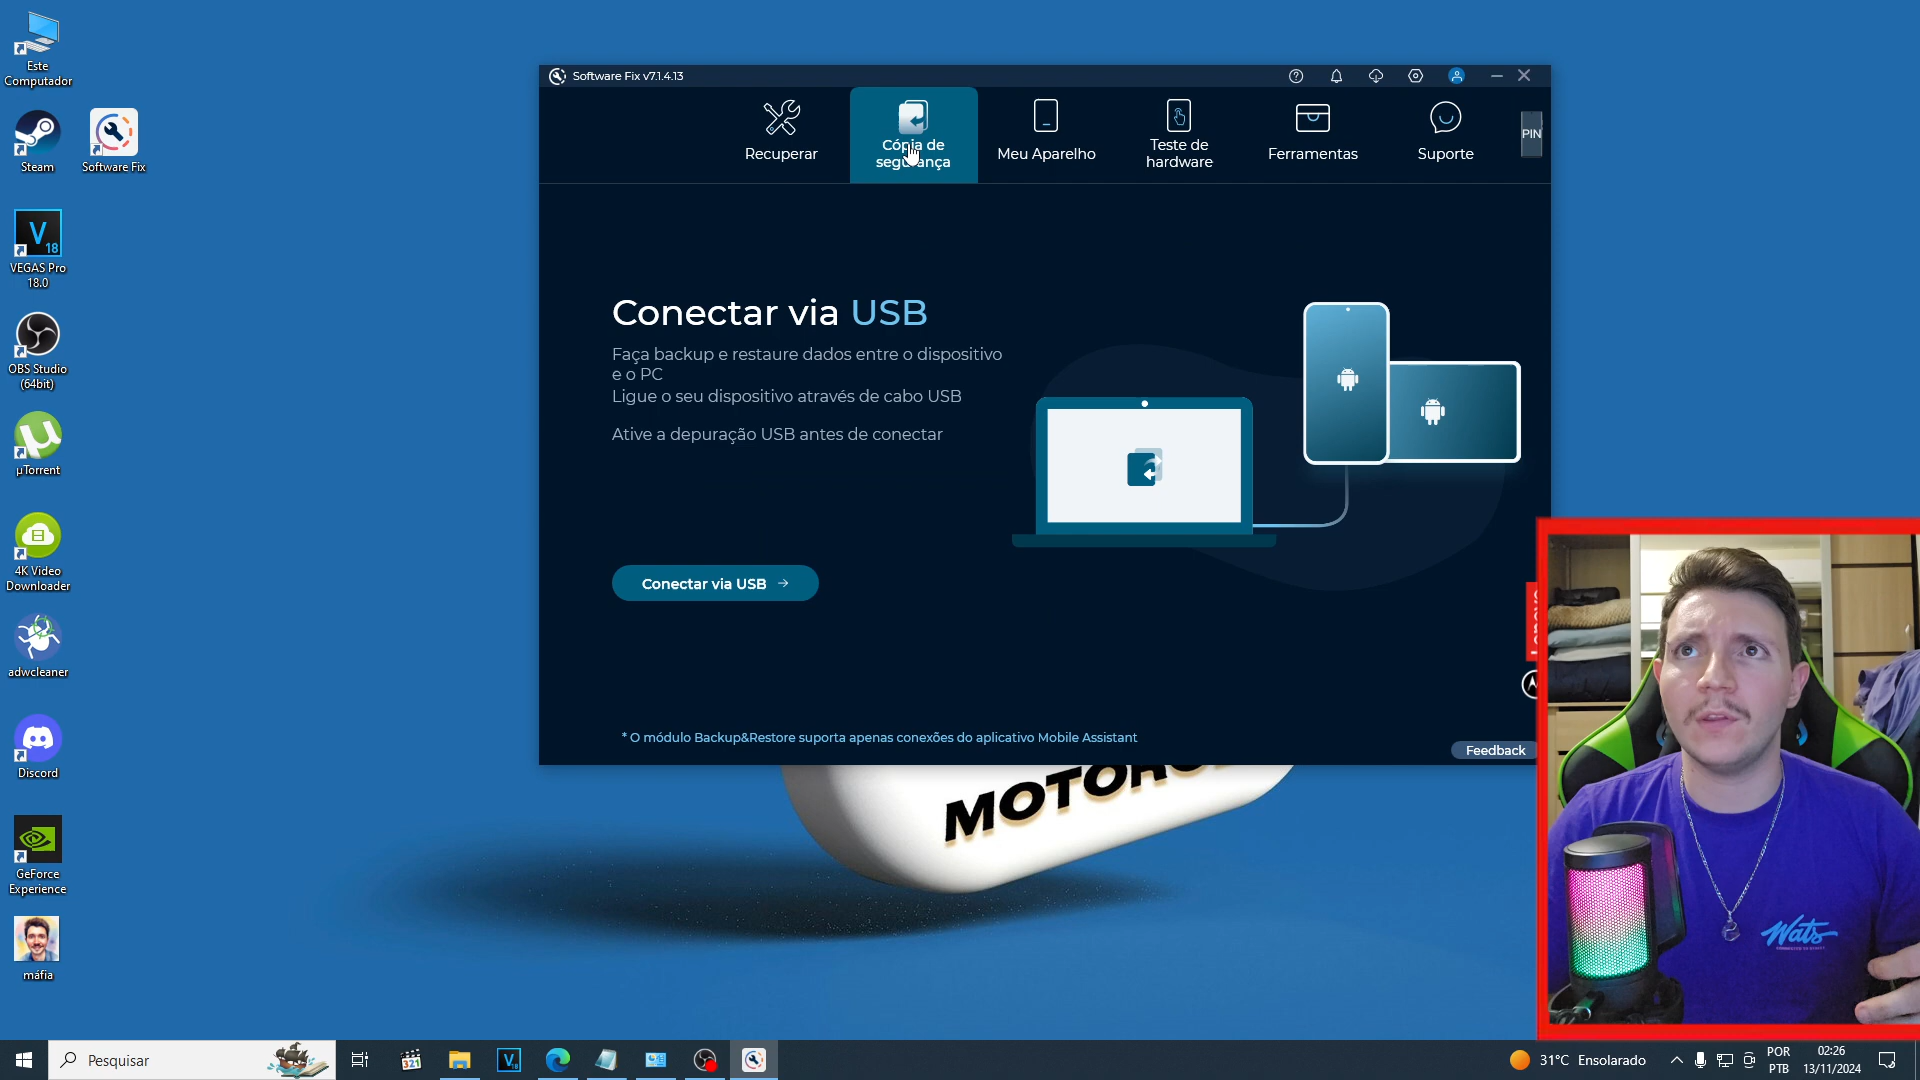 Este
Computador
Steam
Software Fix
VEGAS Pro
18.0
V
18
OBS Studio
(64bit)
µTorrent
4K Video
Downloader
adwcleaner
Discord
GeForce
Experience
máfia
Software Fix v7.1.4.13
Recuperar
Cópia de
segurança
Meu Aparelho
Teste de
hardware
Ferramentas
Suporte
PIN
Conectar via USB
Faça backup e restaure dados entre o dispositivo
e o PC
Ligue o seu dispositivo através de cabo USB
Ative a depuração USB antes de conectar
Conectar via USB
* O módulo Backup&Restore suporta apenas conexões do aplicativo Mobile Assistant
Feedback
Wats
Pesquisar
321
V
31°C Ensolarado
POR
PTB
02:26
13/11/2024